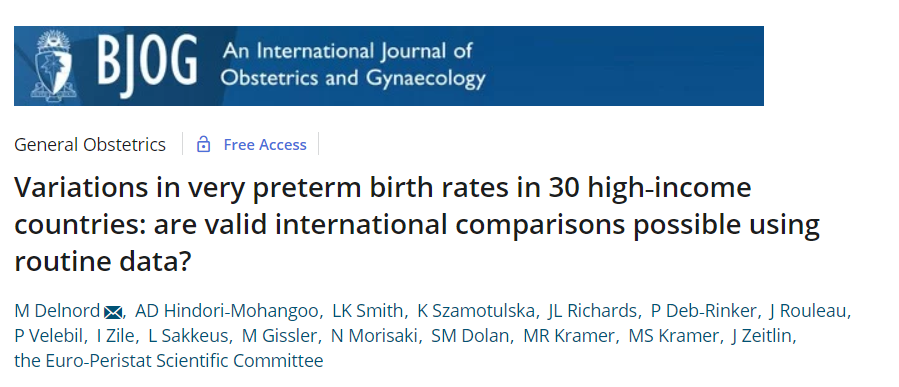 BJOG
An International Journal of
Obstetrics and Gynaecology
General Obstetrics
Free Access
Variations in very preterm birth rates in 30 high-income
countries: are valid international comparisons possible using
routine data?
M Delnord, AD Hindori-Mohangoo, LK Smith, K Szamotulska, JL Richards, P Deb-Rinker, J Rouleau,
P Velebil, I Zile, L Sakkeus, M Gissler, N Morisaki, SM Dolan, MR Kramer, MS Kramer, J Zeitlin,
the Euro-Peristat Scientific Committee